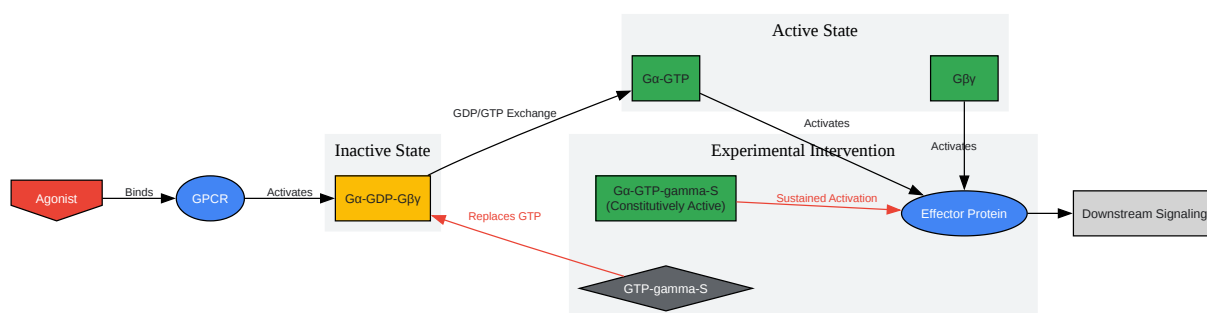 Active State
Gα-GTP
Gβγ
GDP/GTP Exchange
Activates
Activates
Inactive State
Experimental Intervention
Agonist
Binds
GPCR
Activates
Gα-GDP-Gβγ
Gα-GTP-gamma-S
(Constitutively Active)
Sustained Activation
Effector Protein
Downstream Signaling
Replaces GTP
GTP-gamma-S